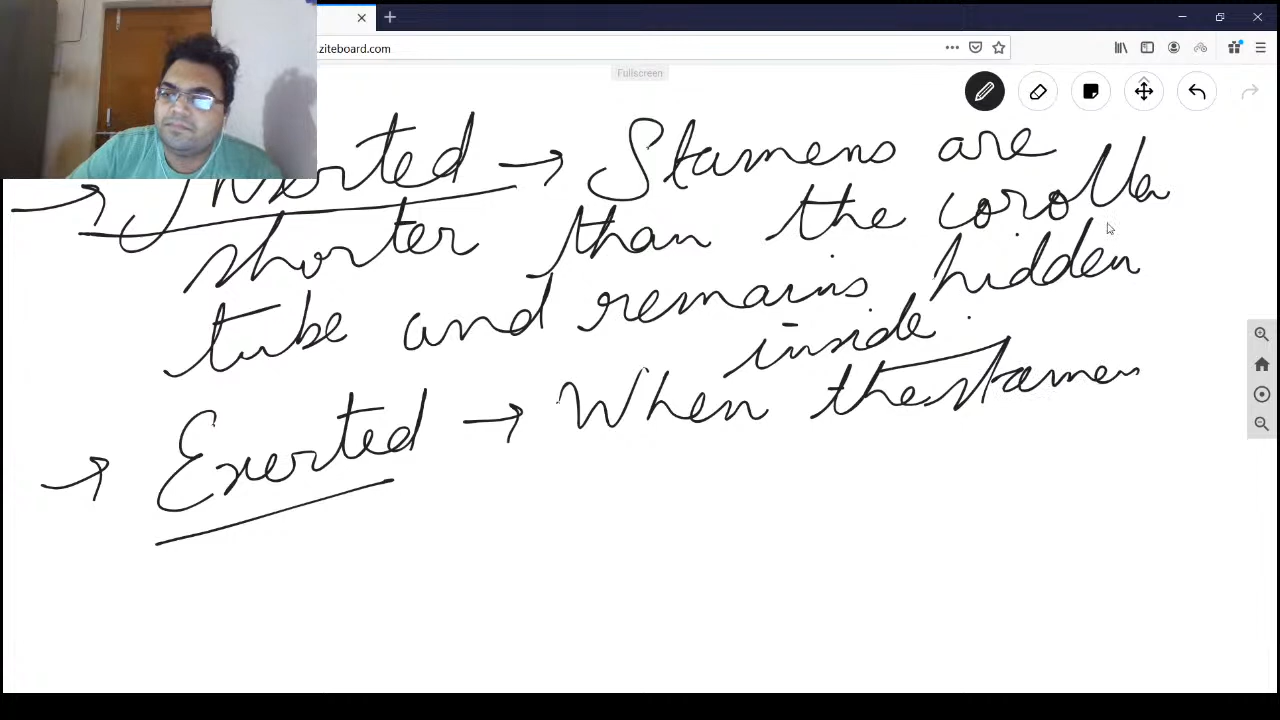 ziteboard.com
Fullscreen
→ Inserted → Stamens are
shorter than the corolla
tube and remains hidden
inside.
→ Exerted → When the stamen